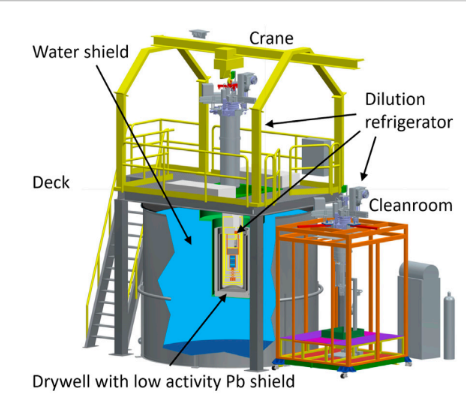 Crane
Water shield
Dilution
refrigerator
Deck
Cleanroom
Drywell with low activity Pb shield